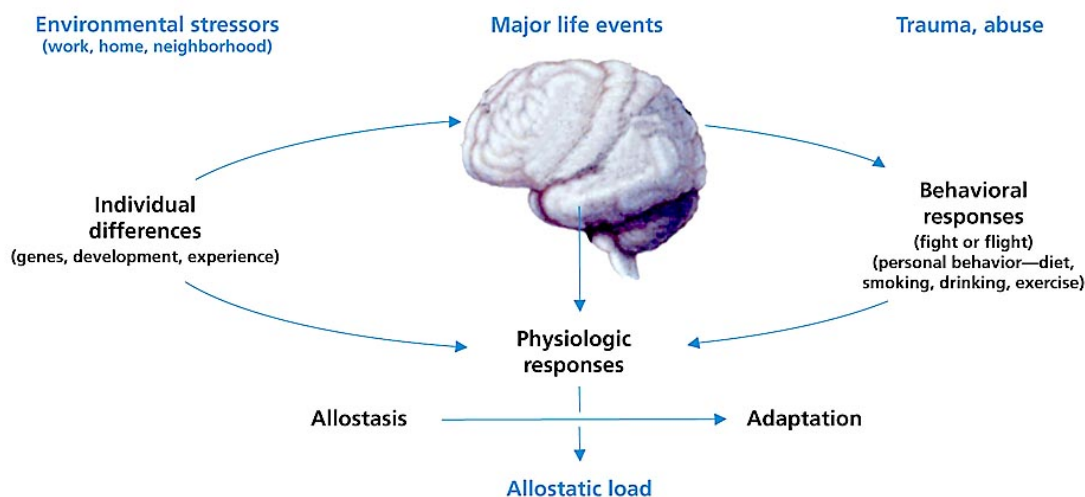 Environmental stressors
(work, home, neighborhood)
Major life events
Trauma, abuse
Individual
differences
(genes, development, experience)
Behavioral
responses
(fight or flight)
(personal behavior—diet,
smoking, drinking, exercise)
Physiologic
responses
Allostasis
Adaptation
Allostatic load